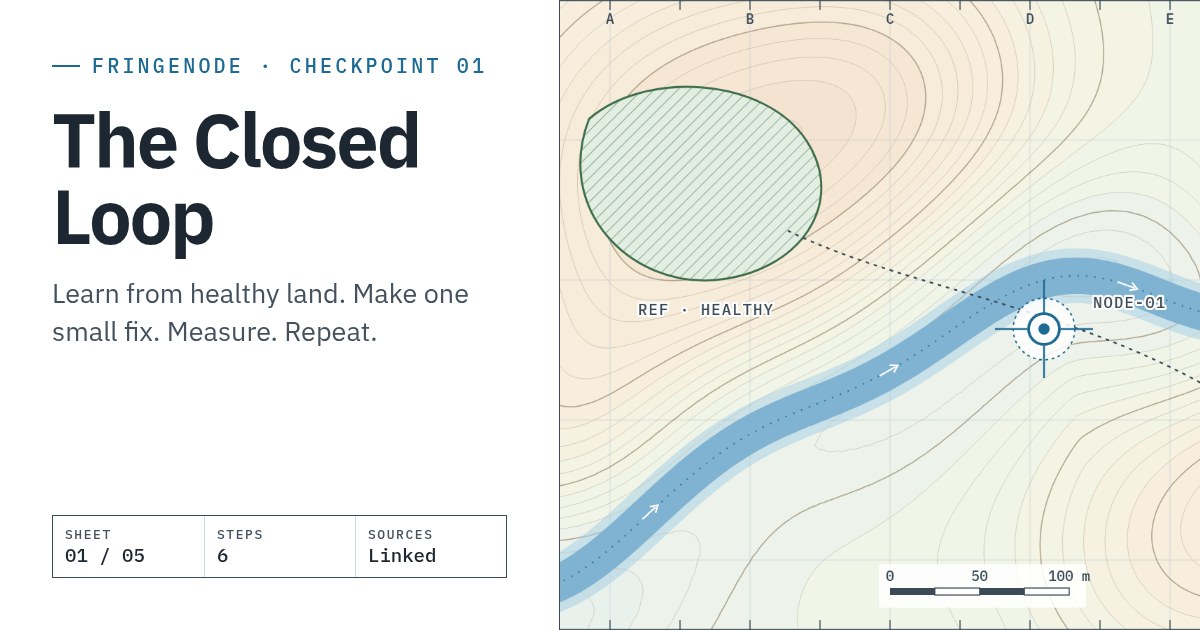 FRINGENODE · CHECKPOINT 01
The Closed
Loop
Learn from healthy land. Make one
small fix. Measure. Repeat.
SHEET
01 / 05
STEPS
6
SOURCES
Linked
A B C D E
REF · HEALTHY
NODE-01
0 50 100 m